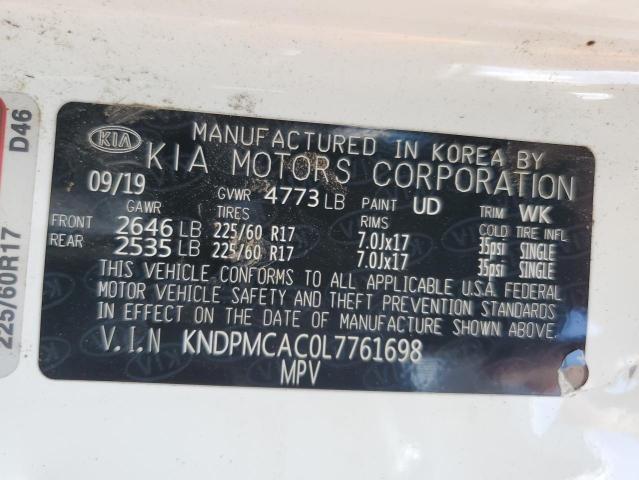 KIA MANUFACTURED IN KOREA BY
KIA MOTORS CORPORATION
09/19 GVWR 4773 LB PAINT UD TRIM WK
GAWR TIRES RIMS COLD TIRE INFL
FRONT 2646 LB 225/60 R17 7.0Jx17 35psi SINGLE
REAR 2535 LB 225/60 R17 7.0Jx17 35psi SINGLE
THIS VEHICLE CONFORMS TO ALL APPLICABLE U.S.A. FEDERAL
MOTOR VEHICLE SAFETY AND THEFT PREVENTION STANDARDS
IN EFFECT ON THE DATE OF MANUFACTURE SHOWN ABOVE.
V.I.N KNDPMCAC0L7761698
MPV
225/60R17 D46